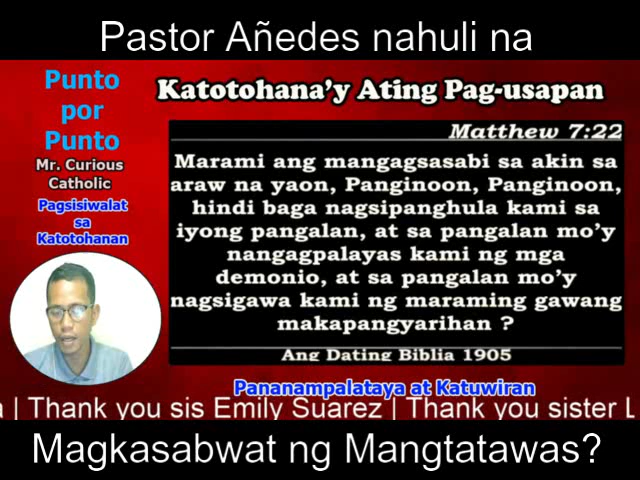 Pastor Añedes nahuli na
Punto
por
Punto
Mr. Curious
Catholic
Pagsisiwalat
sa
Katotohanan
Katotohana'y Ating Pag-usapan
Matthew 7:22
Marami ang mangagsasabi sa akin sa
araw na yaon, Panginoon, Panginoon,
hindi baga nagsipanghula kami sa
iyong pangalan, at sa pangalan mo'y
nangagpalayas kami ng mga
demonio, at sa pangalan mo'y
nagsigawa kami ng maraming gawang
makapangyarihan ?
Ang Dating Biblia 1905
Pananampalataya at Katuwiran
| Thank you sis Emily Suarez | Thank you sister
Magkasabwat ng Mangtatawas?